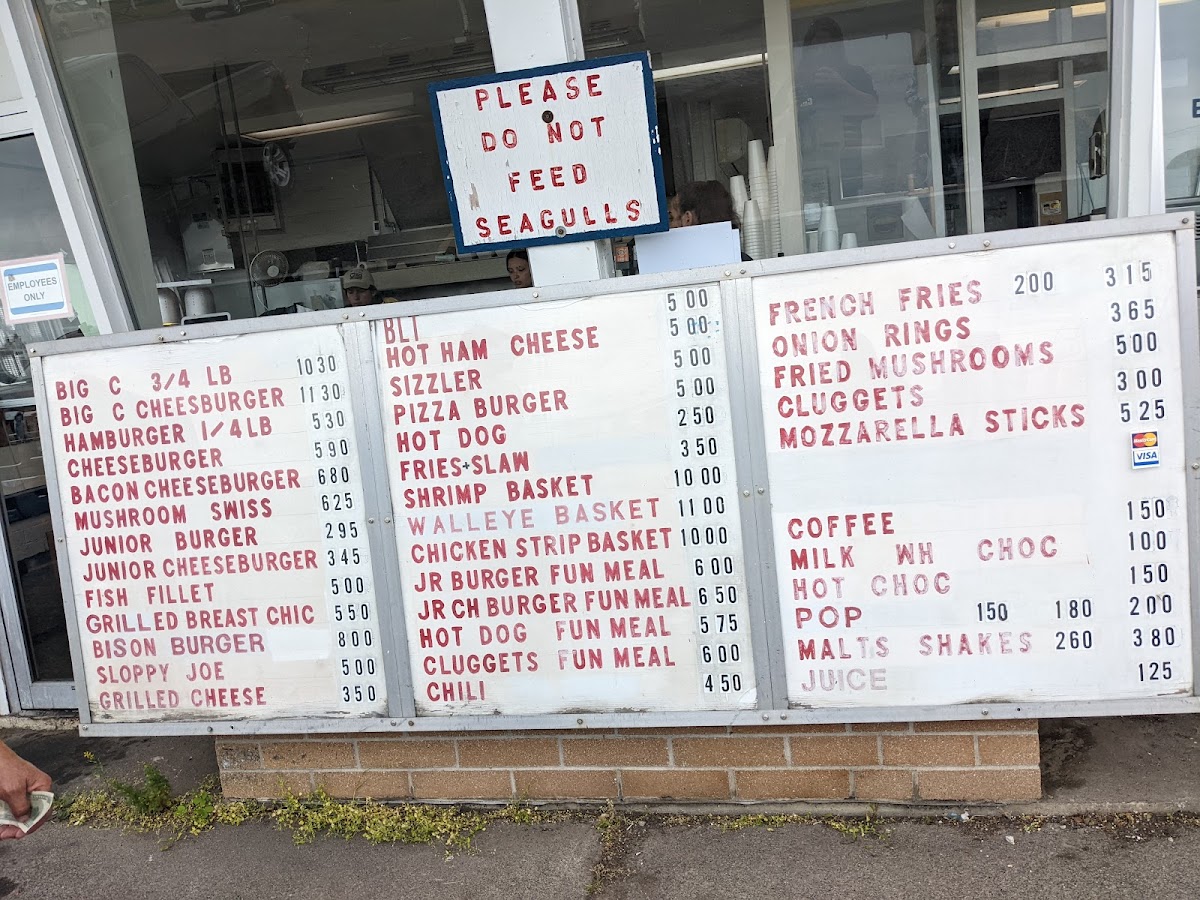 PLEASE
DO NOT
FEED
SEAGULLS
EMPLOYEES
ONLY
BIG C 3/4 LB 1030
BIG C CHEESBURGER 1130
HAMBURGER 1/4LB 530
CHEESEBURGER 590
BACON CHEESEBURGER 680
MUSHROOM SWISS 625
JUNIOR BURGER 295
JUNIOR CHEESEBURGER 345
FISH FILLET 500
GRILLED BREAST CHIC 550
BISON BURGER 800
SLOPPY JOE 500
GRILLED CHEESE 350
BLT 500
HOT HAM CHEESE 500
SIZZLER 500
PIZZA BURGER 500
HOT DOG 250
FRIES+SLAW 350
SHRIMP BASKET 1000
WALLEYE BASKET 1100
CHICKEN STRIP BASKET 1000
JR BURGER FUN MEAL 600
JR CH BURGER FUN MEAL 650
HOT DOG FUN MEAL 575
CLUGGETS FUN MEAL 600
CHILI 450
FRENCH FRIES 200 315
ONION RINGS 365
FRIED MUSHROOMS 500
CLUGGETS 300
MOZZARELLA STICKS 525
MasterCard
VISA
COFFEE 150
MILK WH CHOC 100
HOT CHOC 150
POP 150 180 200
MALTS SHAKES 260 380
JUICE 125